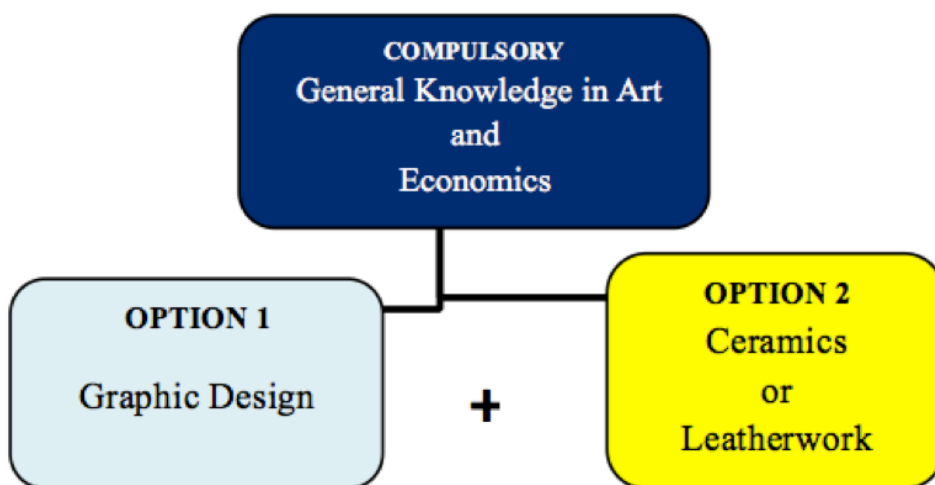 COMPULSORY
General Knowledge in Art
and
Economics
OPTION 1
Graphic Design
+
OPTION 2
Ceramics
or
Leatherwork